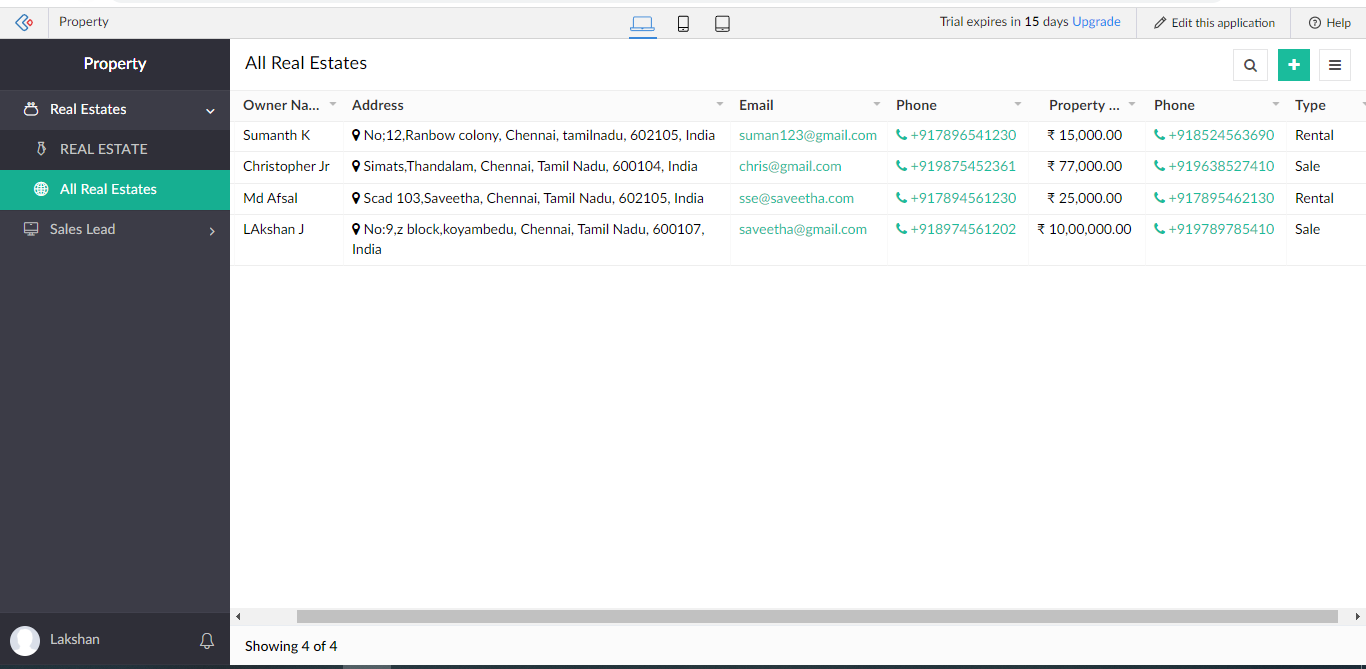 Property
Trial expires in 15 days Upgrade
Edit this application
Help
Property
Real Estates
REAL ESTATE
All Real Estates
Sales Lead
Lakshan
All Real Estates
Owner Na... Address Email Phone Property ... Phone Type
Sumanth K No;12,Ranbow colony, Chennai, tamilnadu, 602105, India suman123@gmail.com +917896541230 ₹ 15,000.00 +918524563690 Rental
Christopher Jr Simats,Thandalam, Chennai, Tamil Nadu, 600104, India chris@gmail.com +919875452361 ₹ 77,000.00 +919638527410 Sale
Md Afsal Scad 103,Saveetha, Chennai, Tamil Nadu, 602105, India sse@saveetha.com +917894561230 ₹ 25,000.00 +917895462130 Rental
LAkshan J No:9,z block,koyambedu, Chennai, Tamil Nadu, 600107, saveetha@gmail.com +918974561202 ₹ 10,00,000.00 +919789785410 Sale
India
Showing 4 of 4